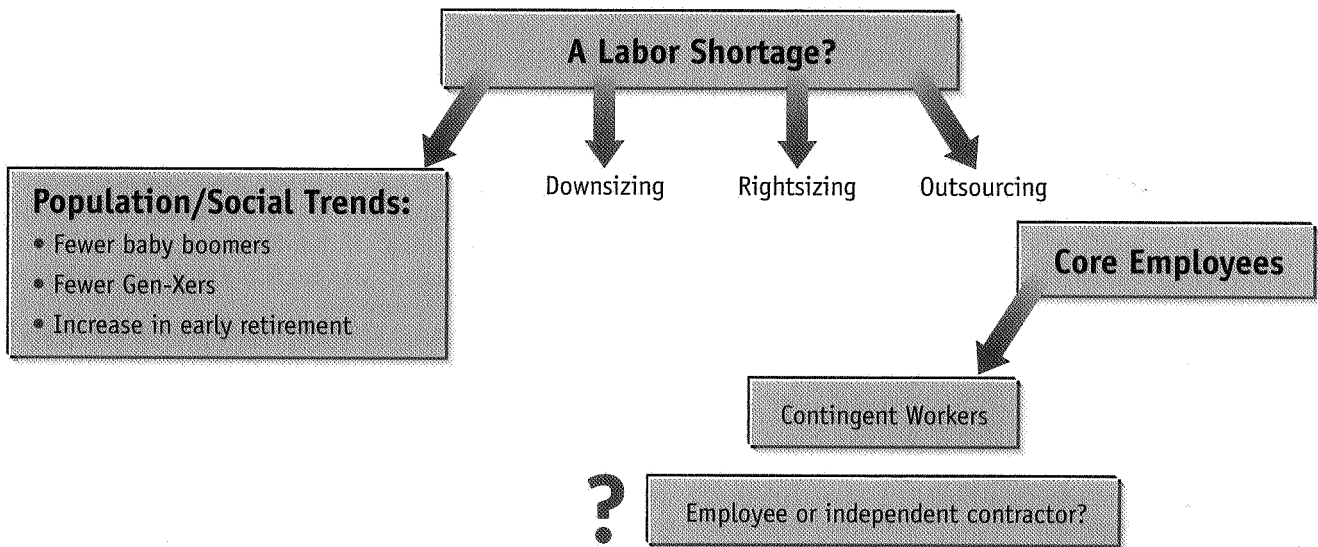 A Labor Shortage?
Population/Social Trends:
• Fewer baby boomers
• Fewer Gen-Xers
• Increase in early retirement
Downsizing
Rightsizing
Outsourcing
Core Employees
Contingent Workers
?
Employee or independent contractor?